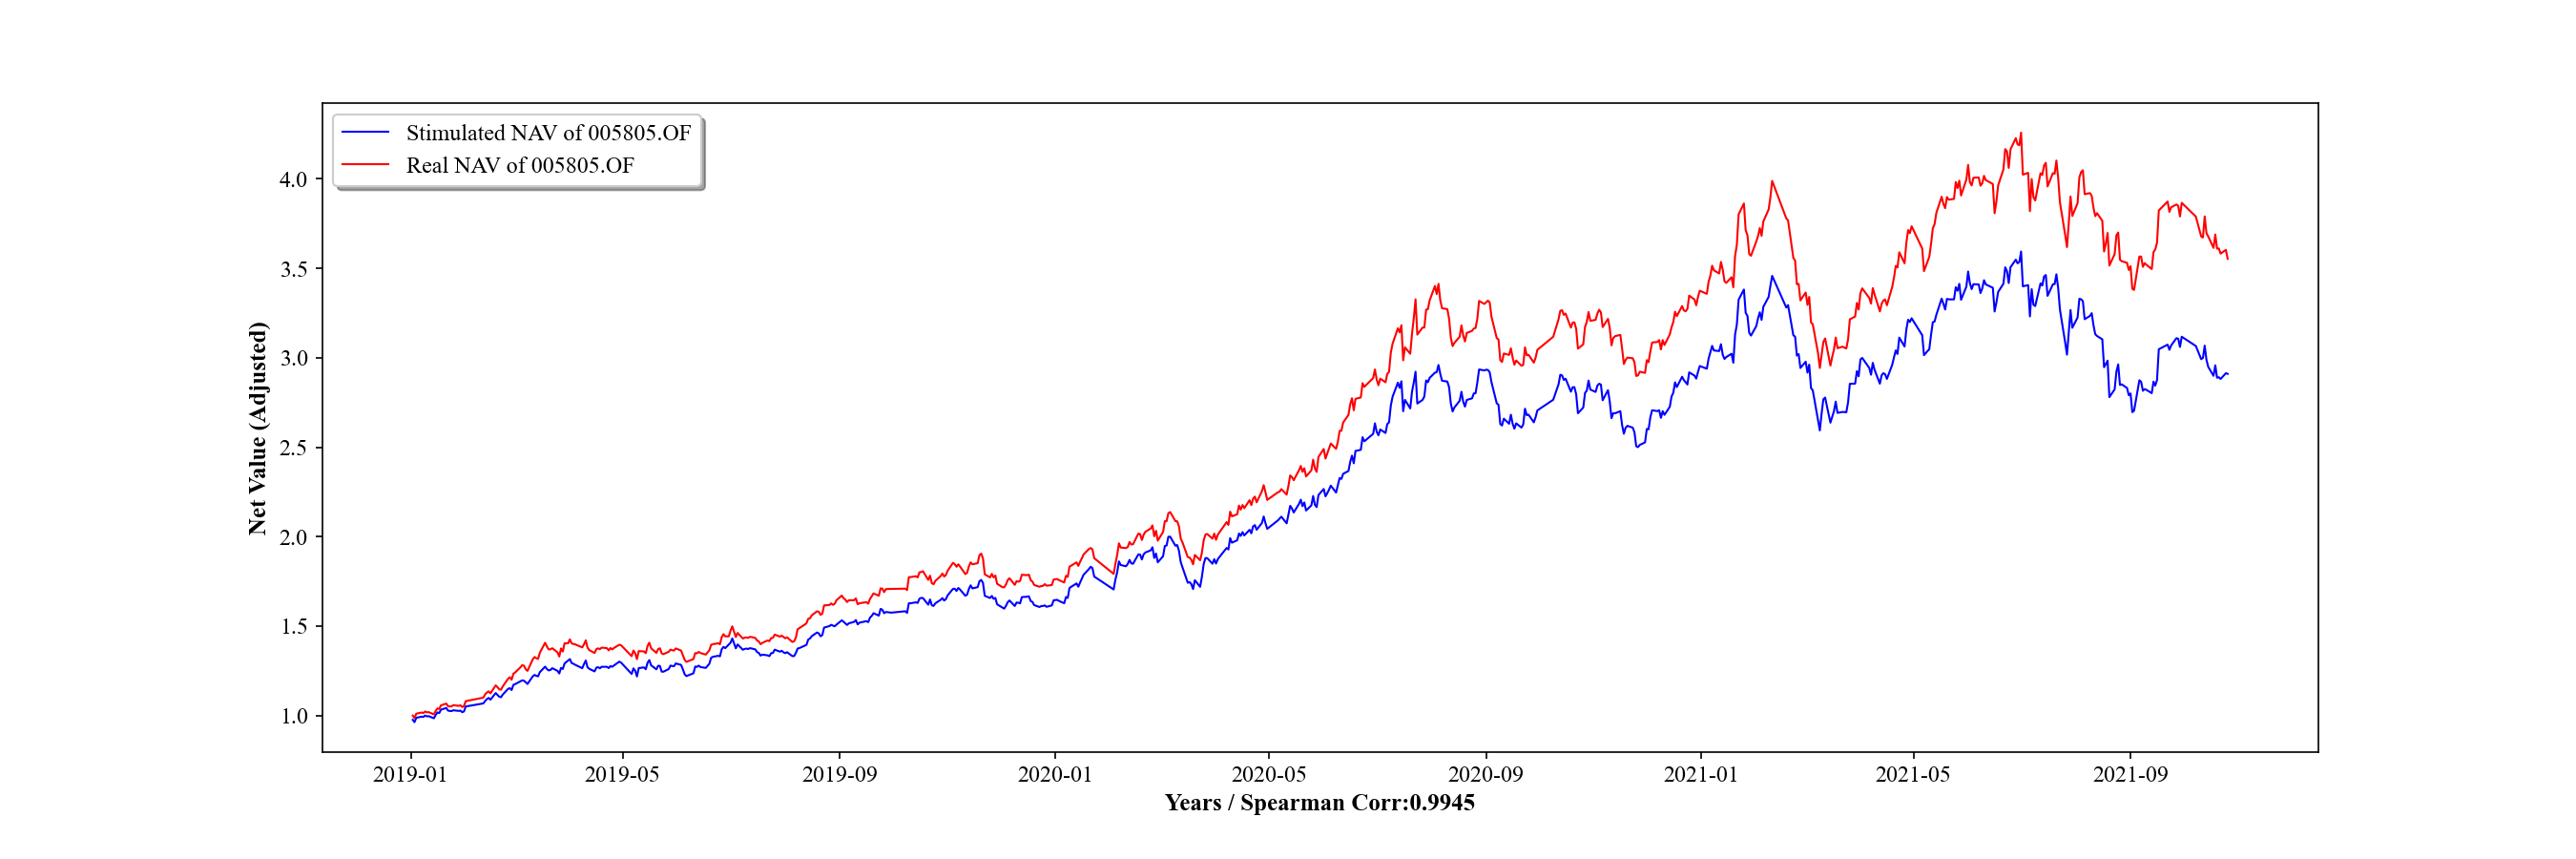 Stimulated NAV of 005805.OF
Real NAV of 005805.OF
Net Value (Adjusted)
4.0
3.5
3.0
2.5
2.0
1.5
1.0
2019-01 2019-05 2019-09 2020-01 2020-05 2020-09 2021-01 2021-05 2021-09
Years / Spearman Corr:0.9945